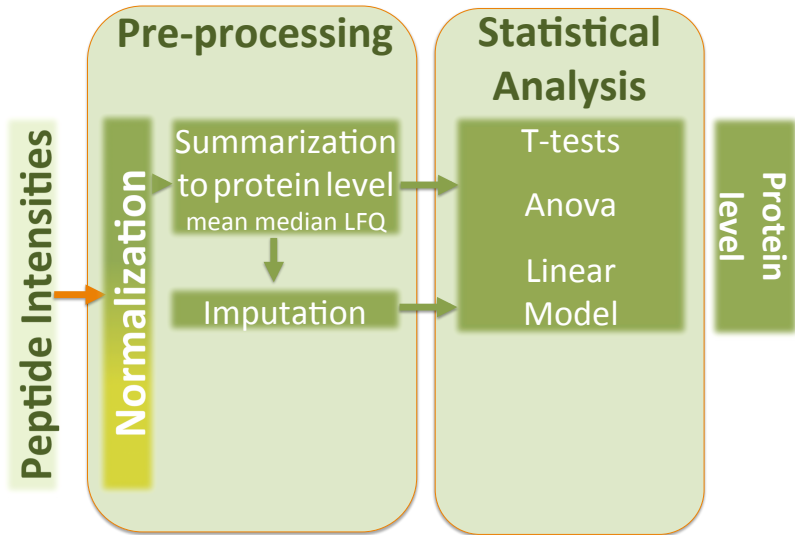 Pre-processing
Statistical
Analysis
Peptide Intensities
Normalization
Summarization
to protein level
mean median LFQ
Imputation
T-tests
Anova
Linear
Model
Protein
level